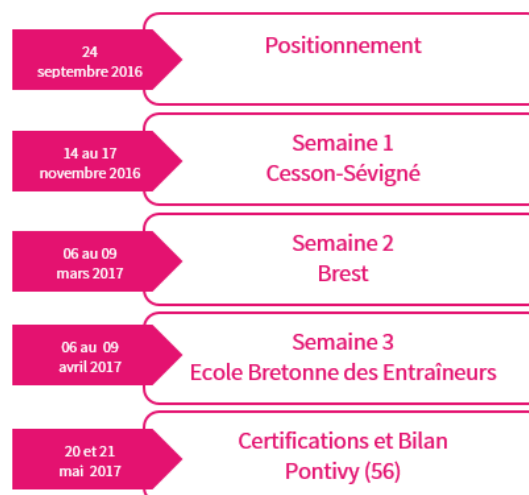 24
septembre 2016
Positionnement
14 au 17
novembre 2016
Semaine 1
Cesson-Sévigné
06 au 09
mars 2017
Semaine 2
Brest
06 au 09
avril 2017
Semaine 3
Ecole Bretonne des Entraîneurs
20 et 21
mai 2017
Certifications et Bilan
Pontivy (56)